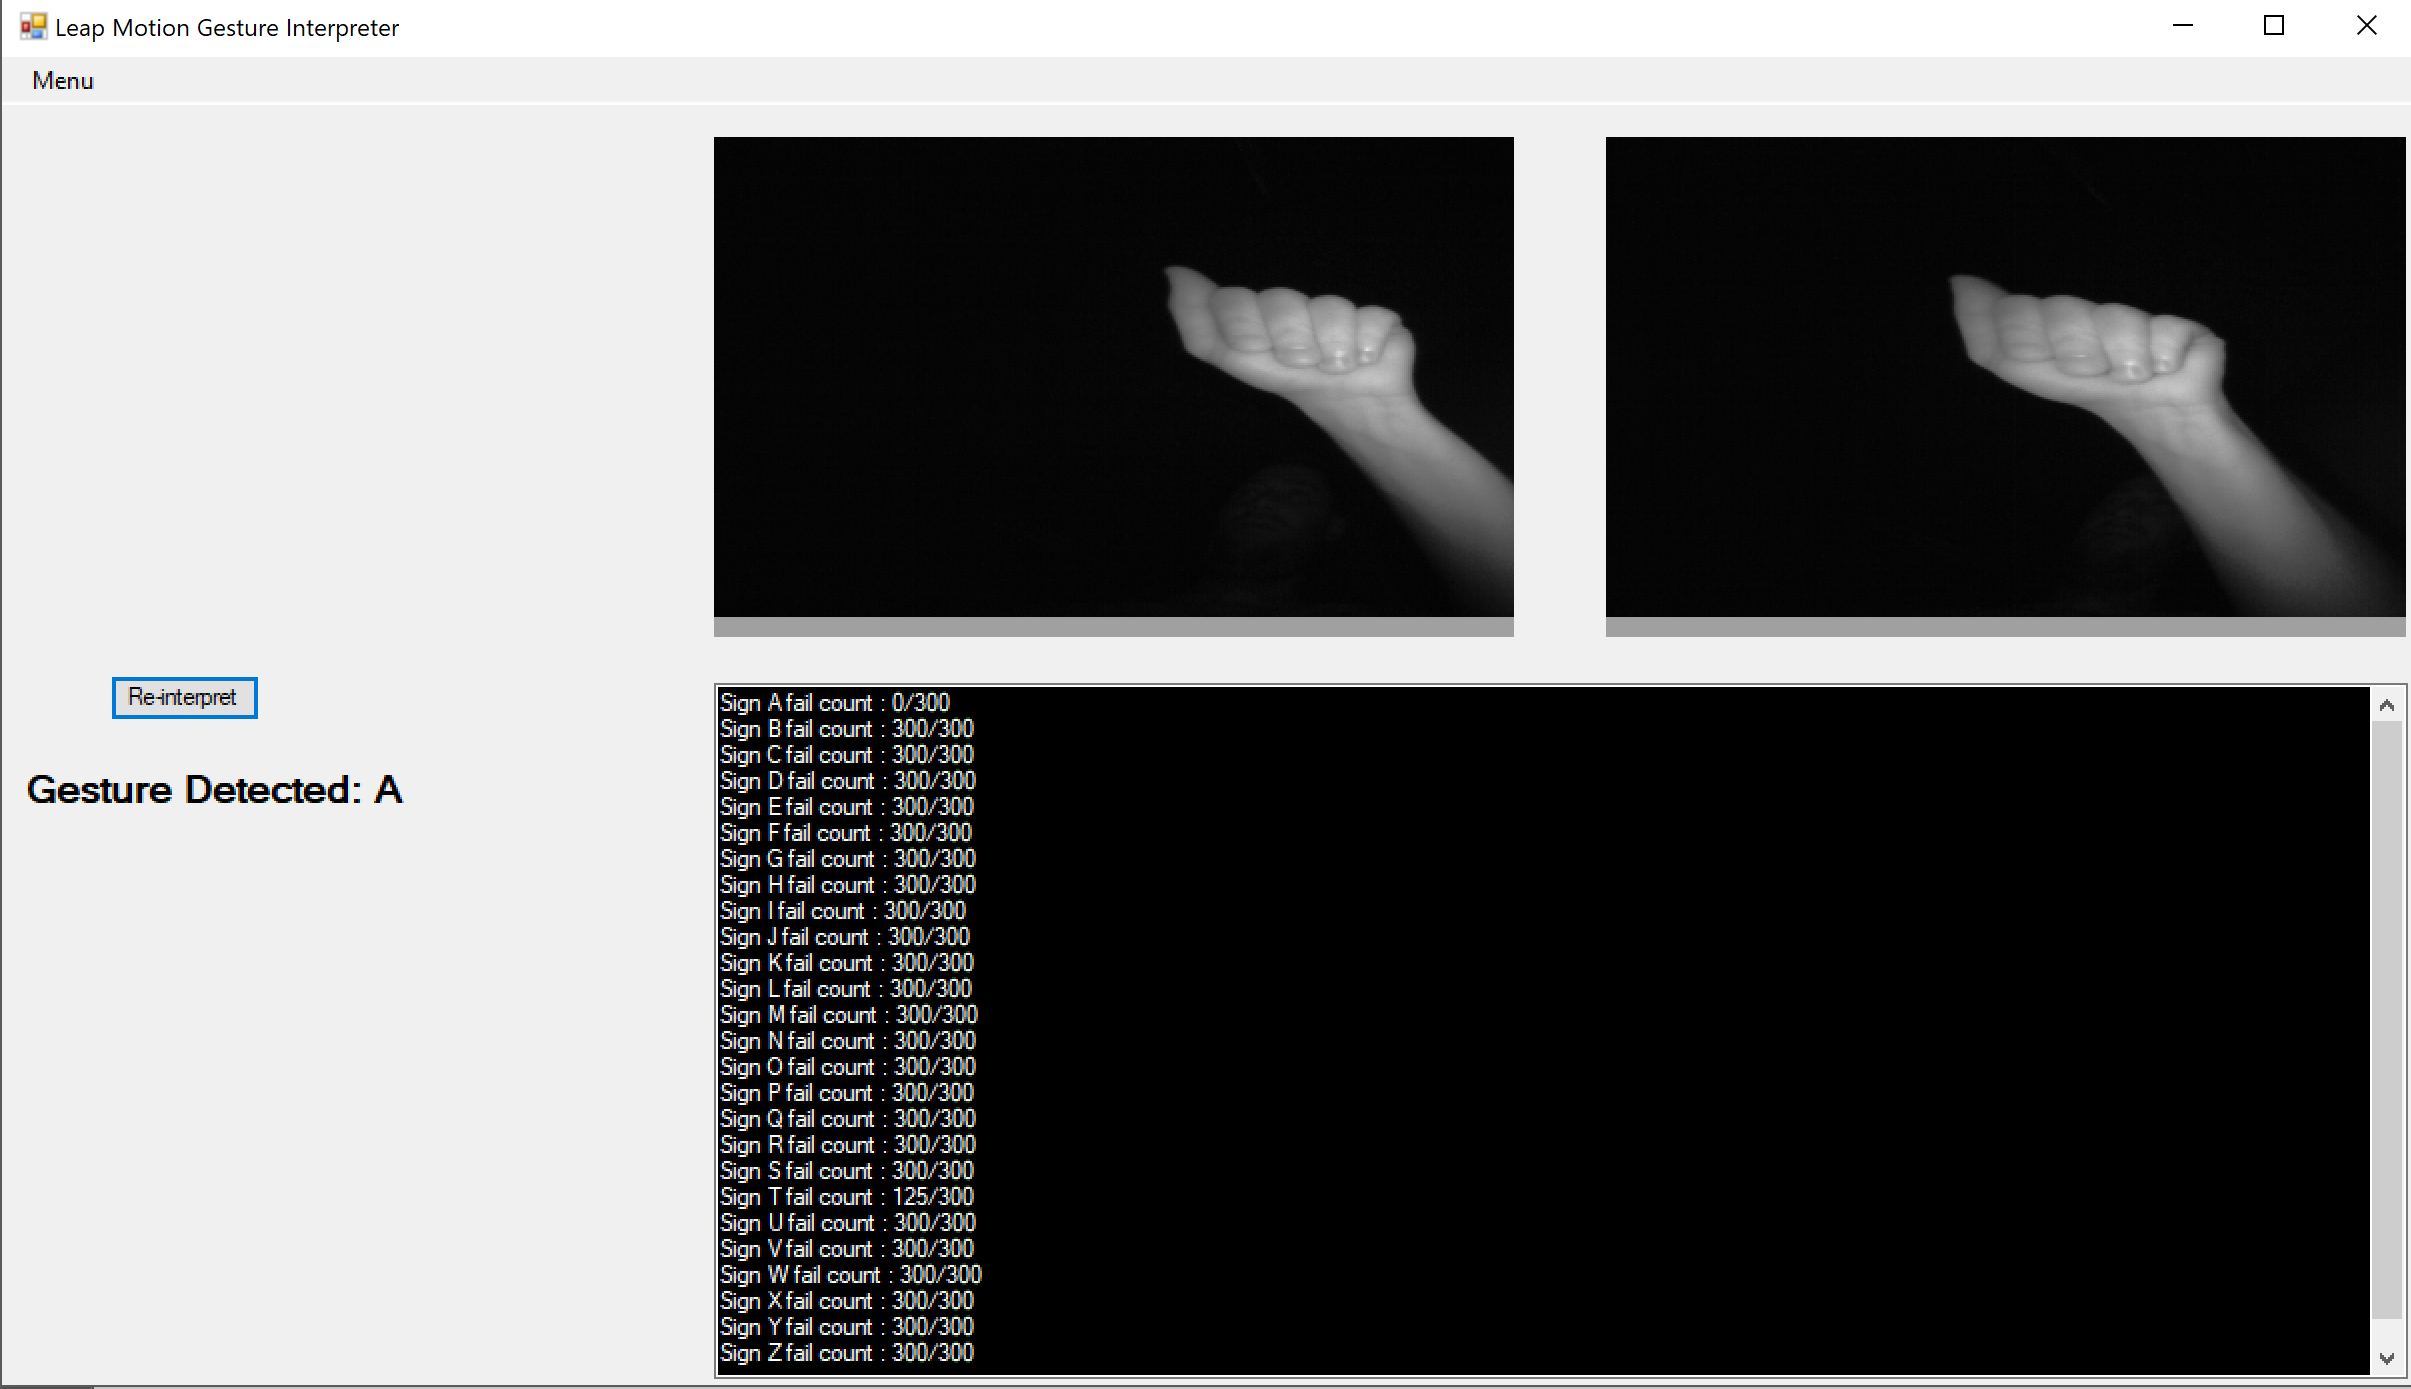 Leap Motion Gesture Interpreter
Menu
Re-interpret
Gesture Detected: A
Sign A fail count : 0/300
Sign B fail count : 300/300
Sign C fail count : 300/300
Sign D fail count : 300/300
Sign E fail count : 300/300
Sign F fail count : 300/300
Sign G fail count : 300/300
Sign H fail count : 300/300
Sign I fail count : 300/300
Sign J fail count : 300/300
Sign K fail count : 300/300
Sign L fail count : 300/300
Sign M fail count : 300/300
Sign N fail count : 300/300
Sign O fail count : 300/300
Sign P fail count : 300/300
Sign Q fail count : 300/300
Sign R fail count : 300/300
Sign S fail count : 300/300
Sign T fail count : 125/300
Sign U fail count : 300/300
Sign V fail count : 300/300
Sign W fail count : 300/300
Sign X fail count : 300/300
Sign Y fail count : 300/300
Sign Z fail count : 300/300